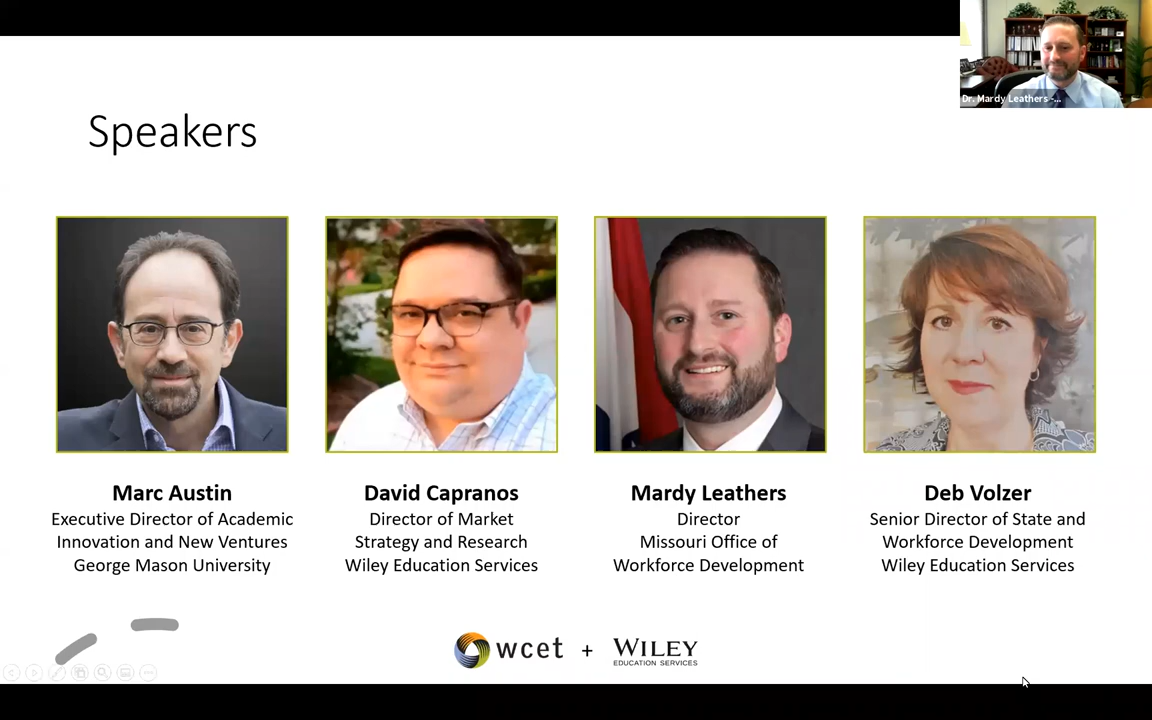 Dr. Mardy Leathers -...
Speakers
Marc Austin
Executive Director of Academic
Innovation and New Ventures
George Mason University
David Capranos
Director of Market
Strategy and Research
Wiley Education Services
Mardy Leathers
Director
Missouri Office of
Workforce Development
Deb Volzer
Senior Director of State and
Workforce Development
Wiley Education Services
wcet + WILEY
EDUCATION SERVICES